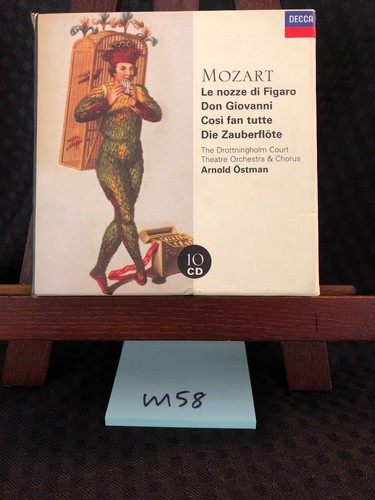 DECCA
MOZART
Le nozze di Figaro
Don Giovanni
Così fan tutte
Die Zauberflöte
The Drottningholm Court
Theatre Orchestra & Chorus
Arnold Östman
10
CD
m58